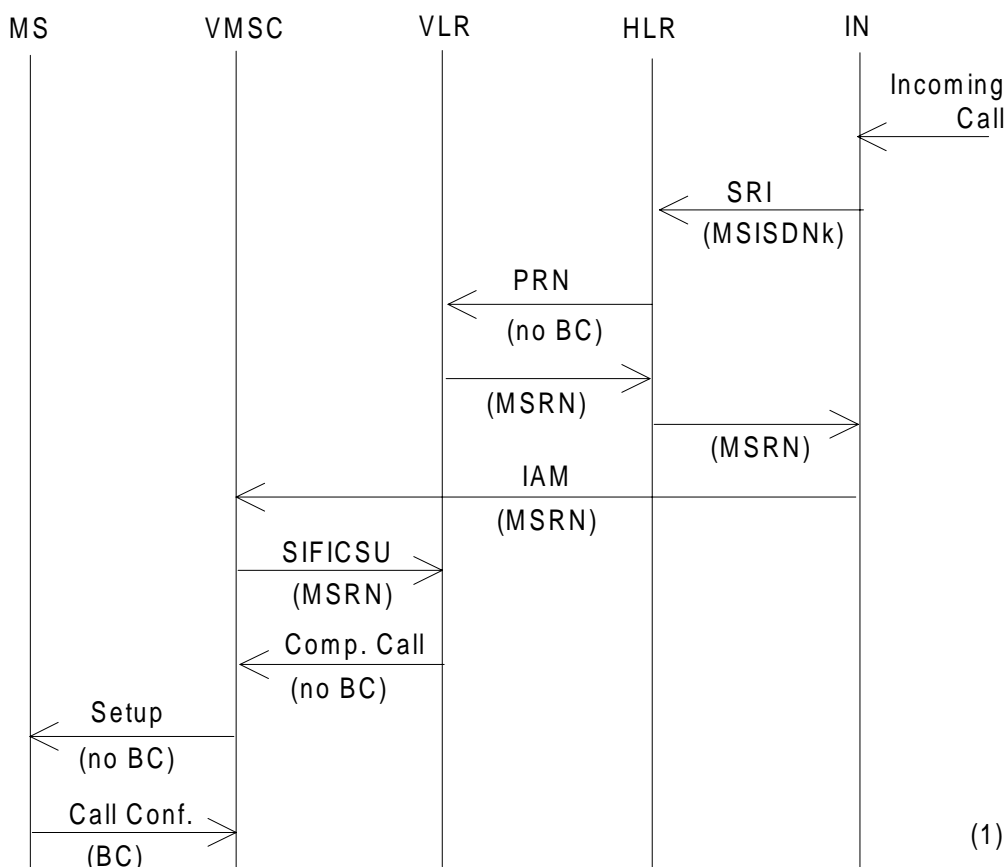 MS VMSC VLR HLR IN
Incoming
Call
SRI
(MSISDNk)
PRN
(no BC)
(MSRN)
(MSRN)
IAM
(MSRN)
SIFICSU
(MSRN)
Comp. Call
(no BC)
Setup
(no BC)
Call Conf.
(BC)
(1)